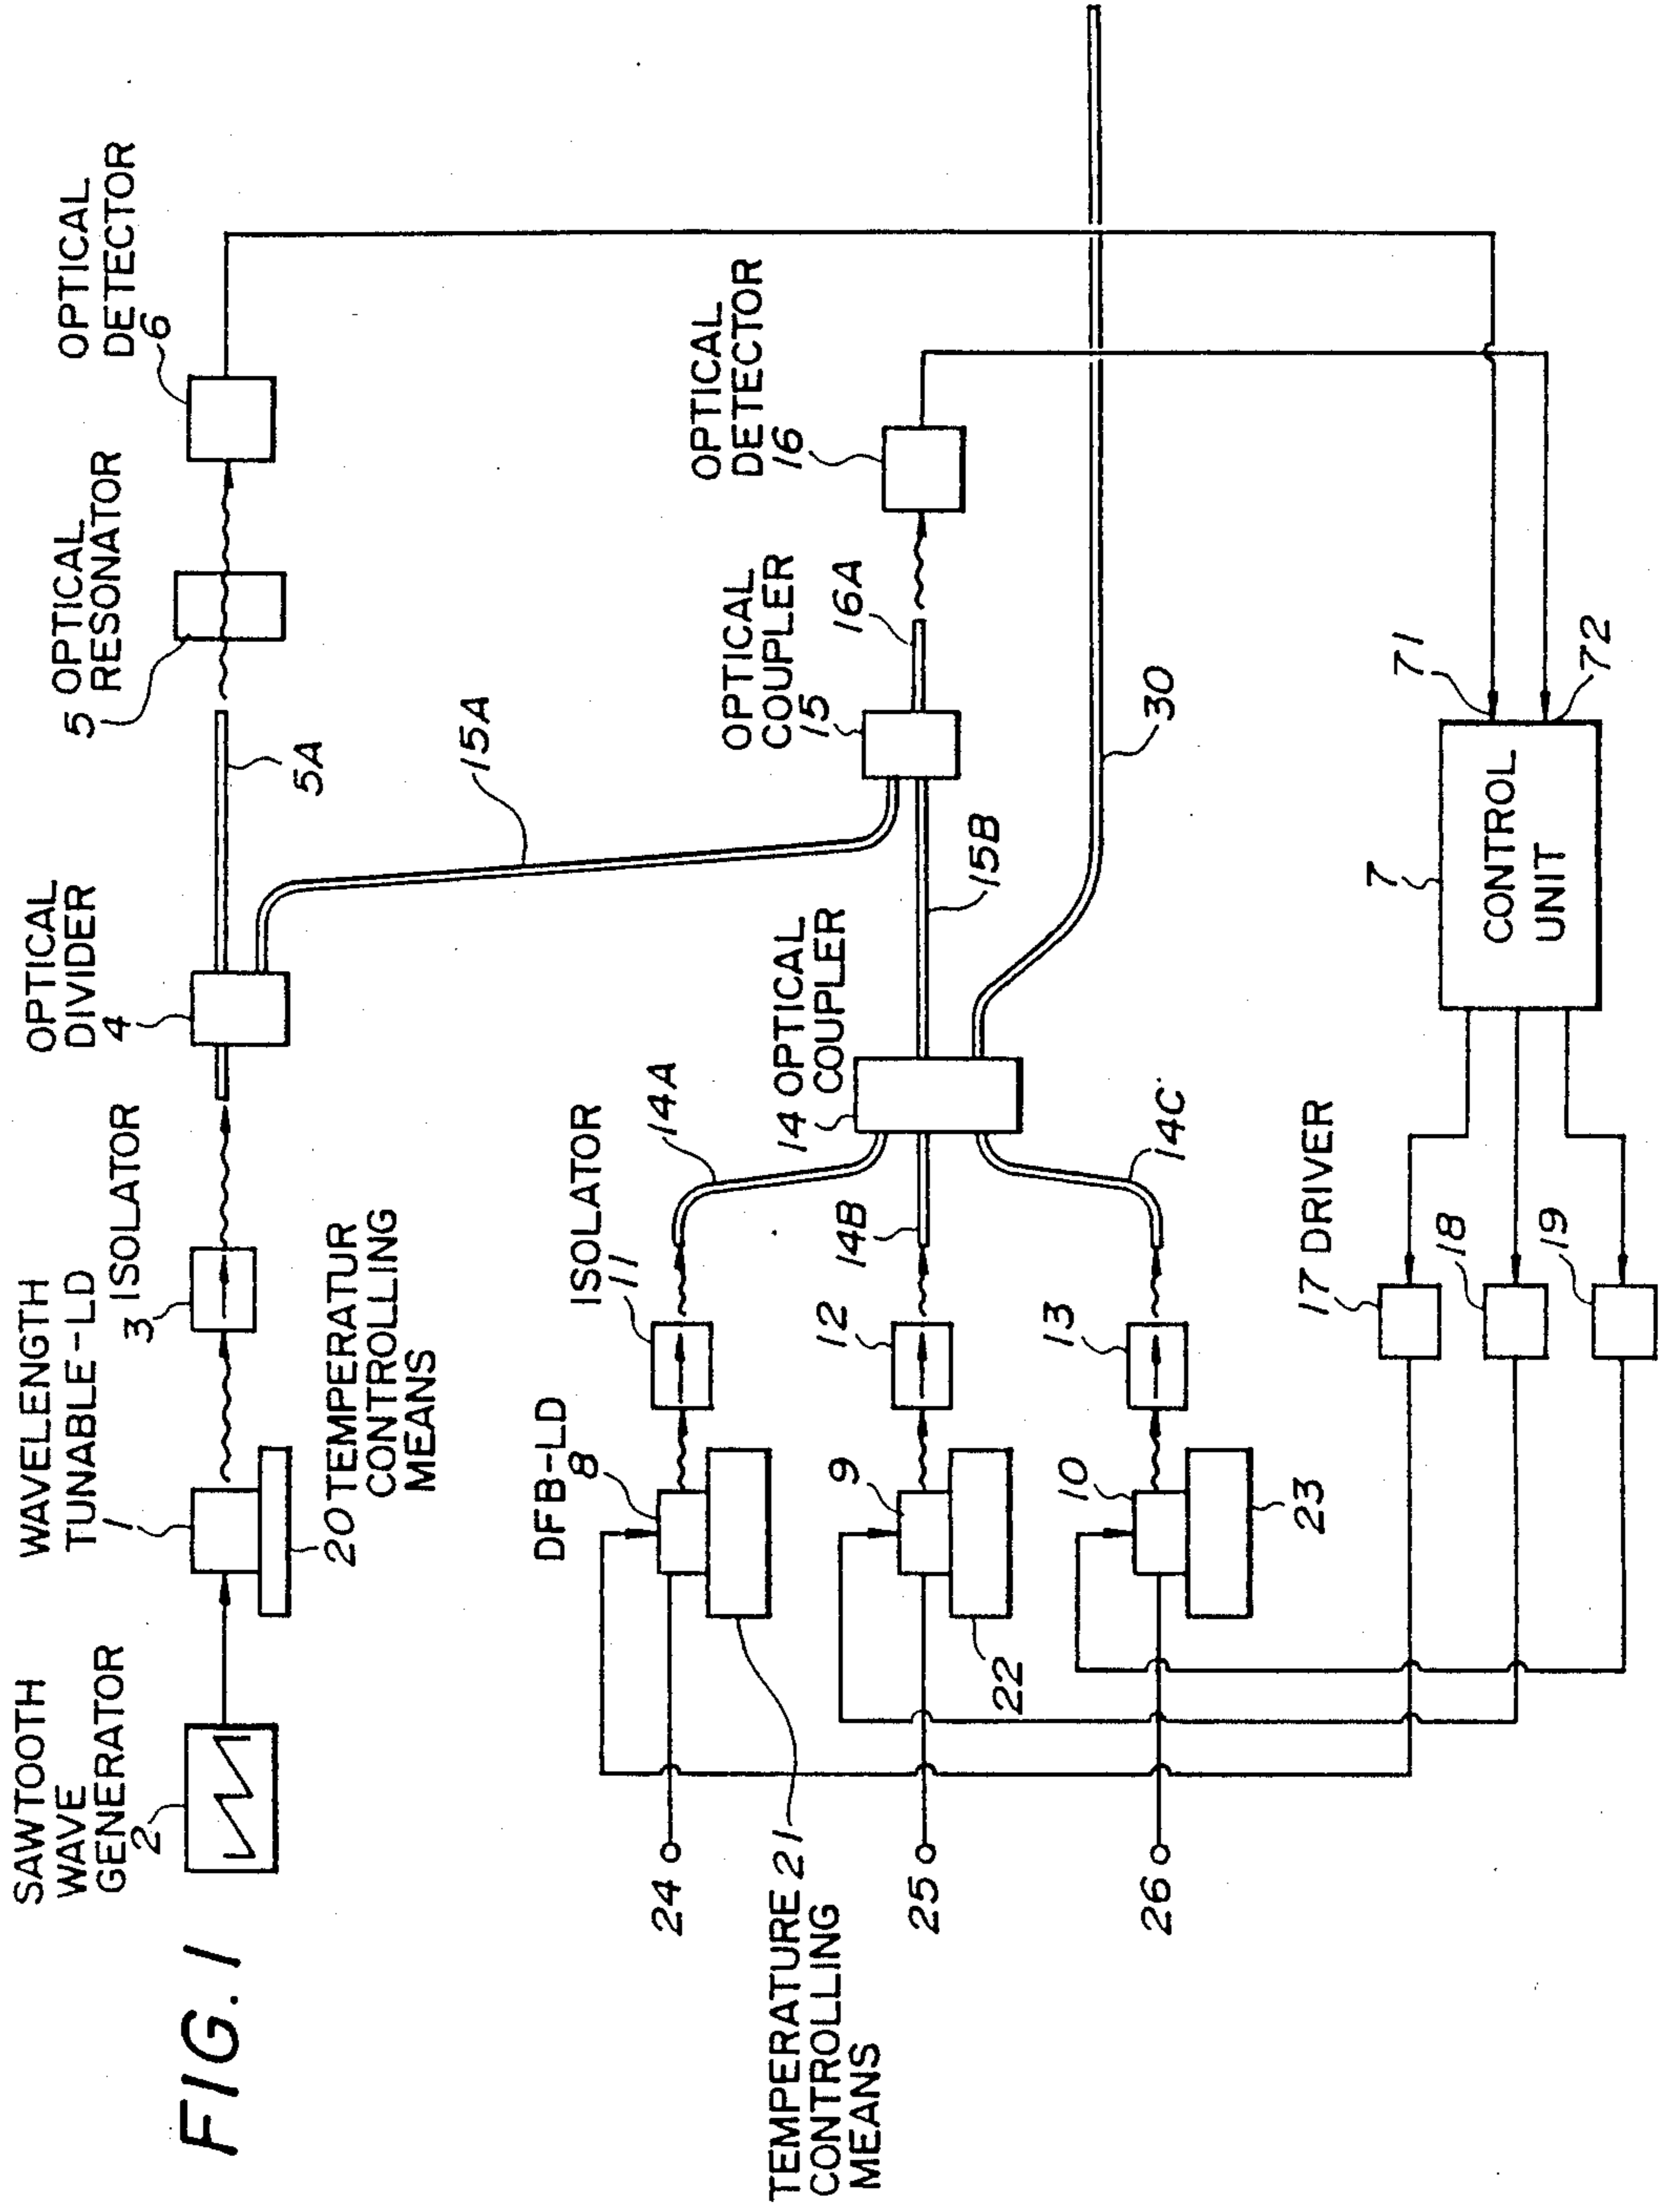 FIG. 1
SAWTOOTH
WAVE
GENERATOR
2
WAVELENGTH
TUNABLE-LD
1
20 TEMPERATUR
CONTROLLING
MEANS
3 ISOLATOR
OPTICAL
DIVIDER
4
5A
5 OPTICAL
RESONATOR
OPTICAL
DETECTOR
6
15A
DFB-LD
8
ISOLATOR
11
14A
14 OPTICAL
COUPLER
OPTICAL
COUPLER
15
16A
OPTICAL
DETECTOR
16
24
TEMPERATURE 21
CONTROLLING
MEANS
9
12
14B
15B
25
22
10
13
14C
30
26
23
17 DRIVER
18
19
7
CONTROL
UNIT
71
72